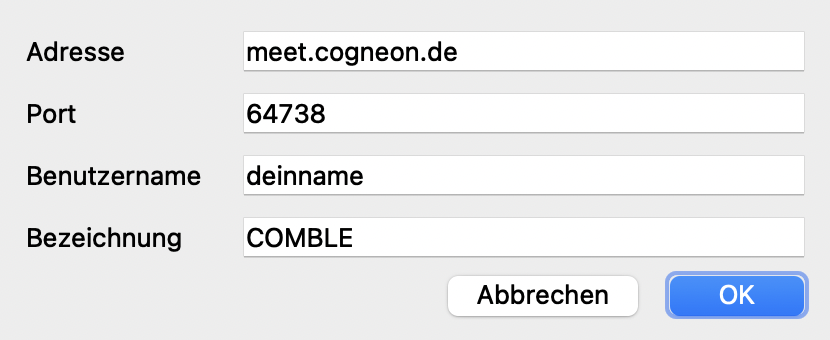 Adresse meet.cogneon.de
Port 64738
Benutzername deinname
Bezeichnung COMBLE
Abbrechen OK